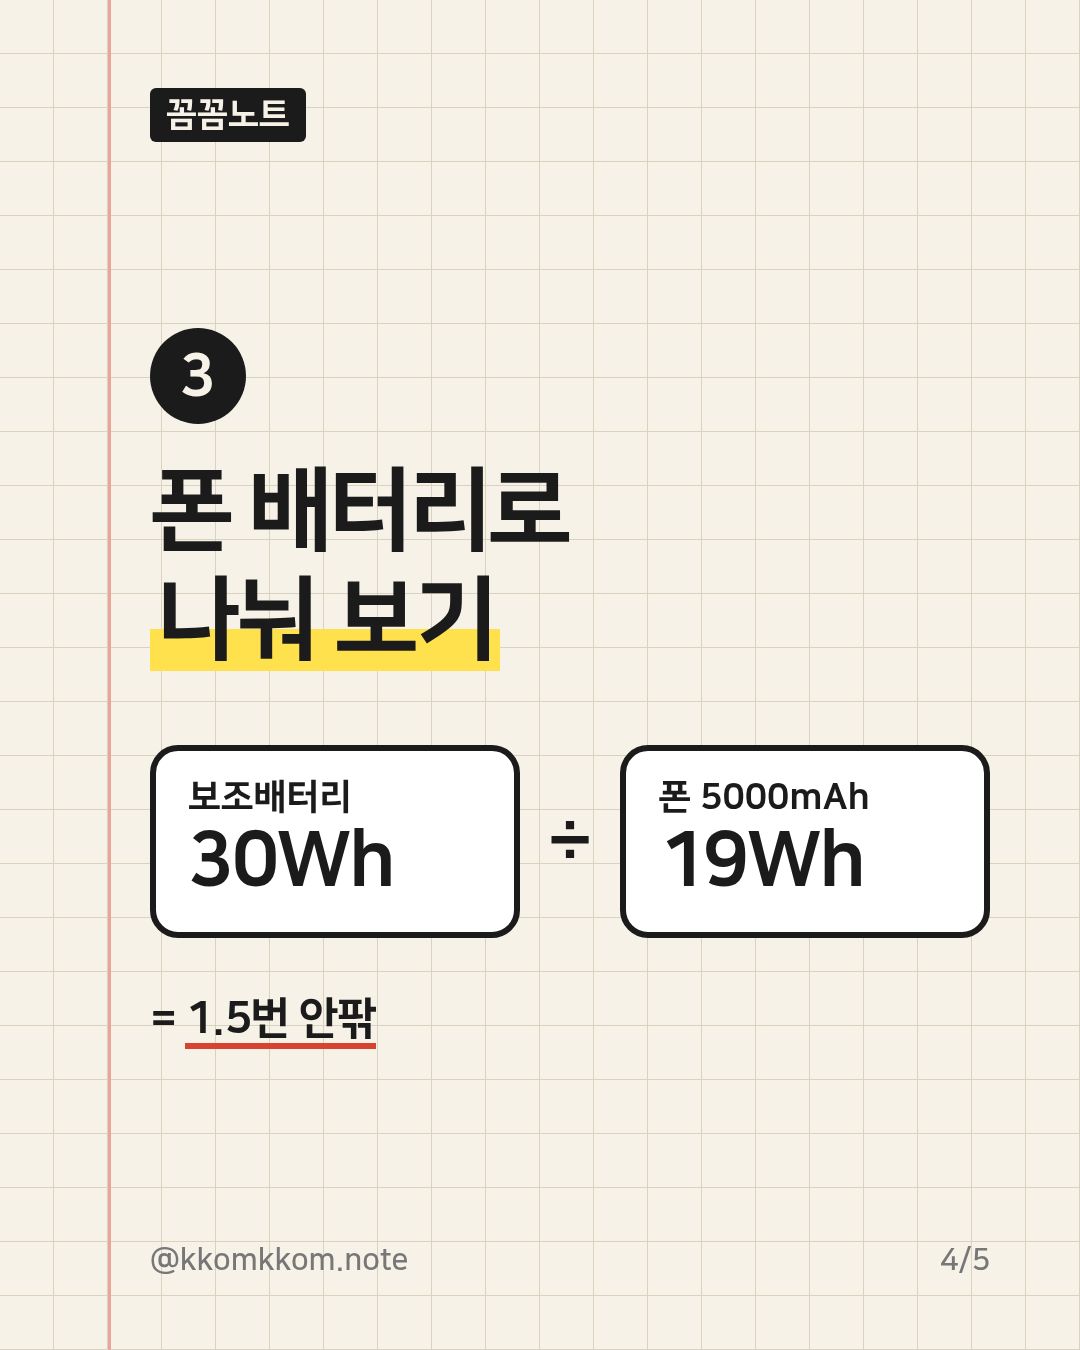 꼼꼼노트
3
폰 배터리로
나눠 보기
보조배터리
30Wh
÷
폰 5000mAh
19Wh
= 1.5번 안팎
@kkomkkom.note
4/5